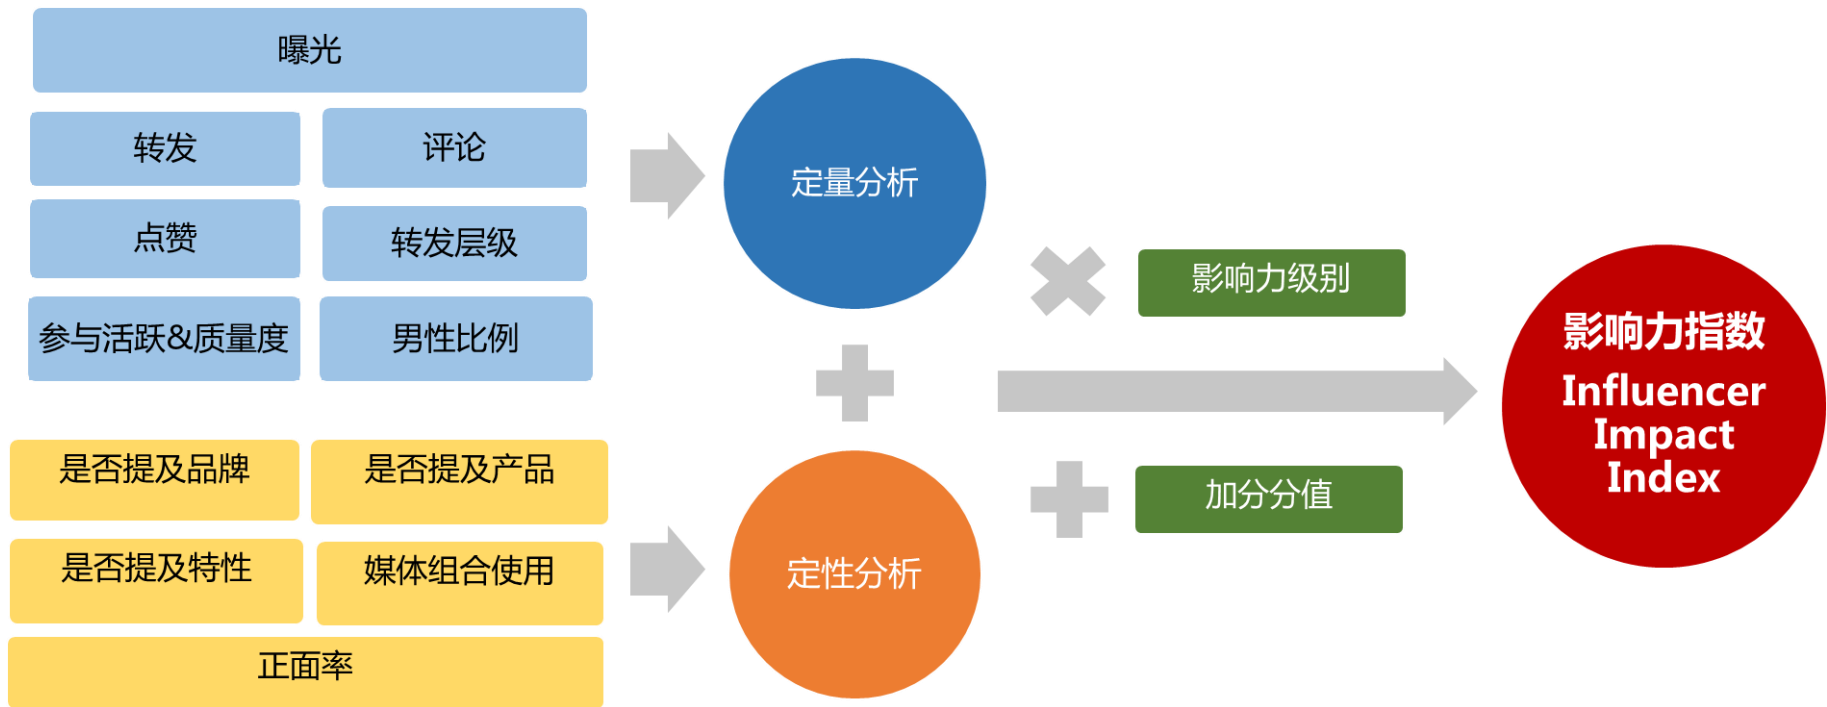 曝光
转发
评论
点赞
转发层级
参与活跃&质量度
男性比例
是否提及品牌
是否提及产品
是否提及特性
媒体组合使用
正面率
定量分析
定性分析
影响力级别
加分分值
影响力指数
Influencer
Impact
Index